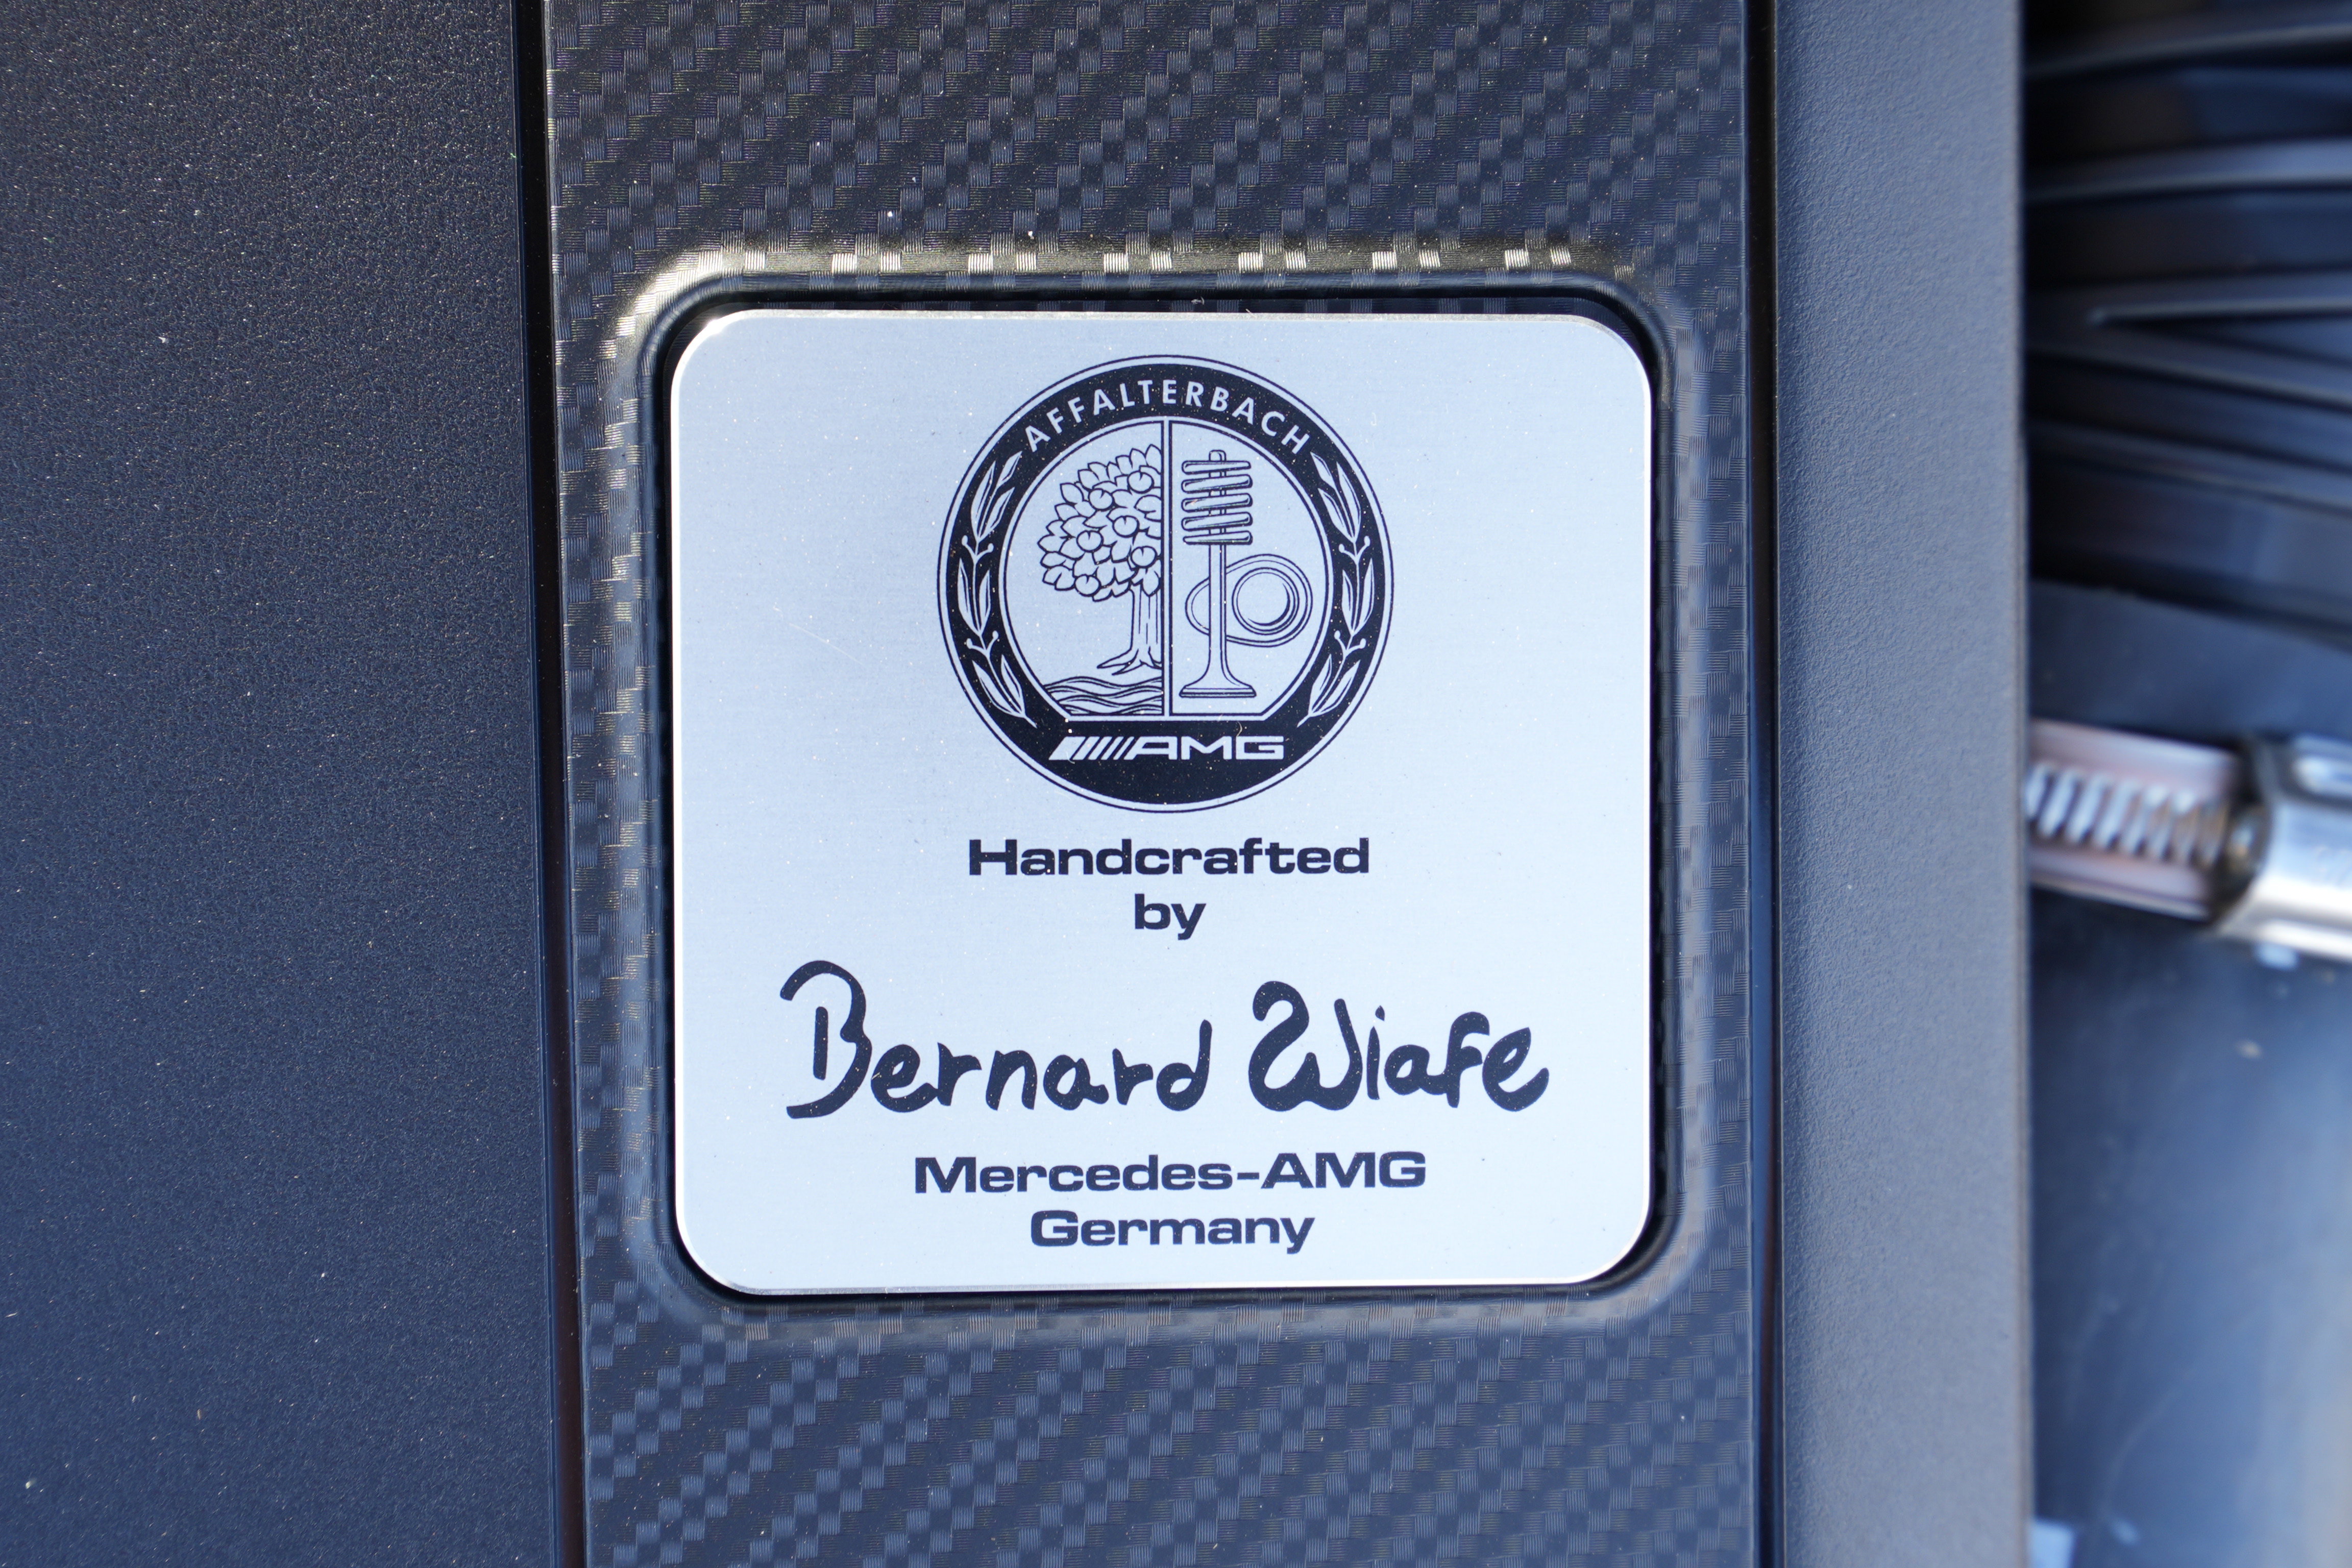 AFFALTERBACH
AMG
Handcrafted
by
Bernard Wiafe
Mercedes-AMG
Germany